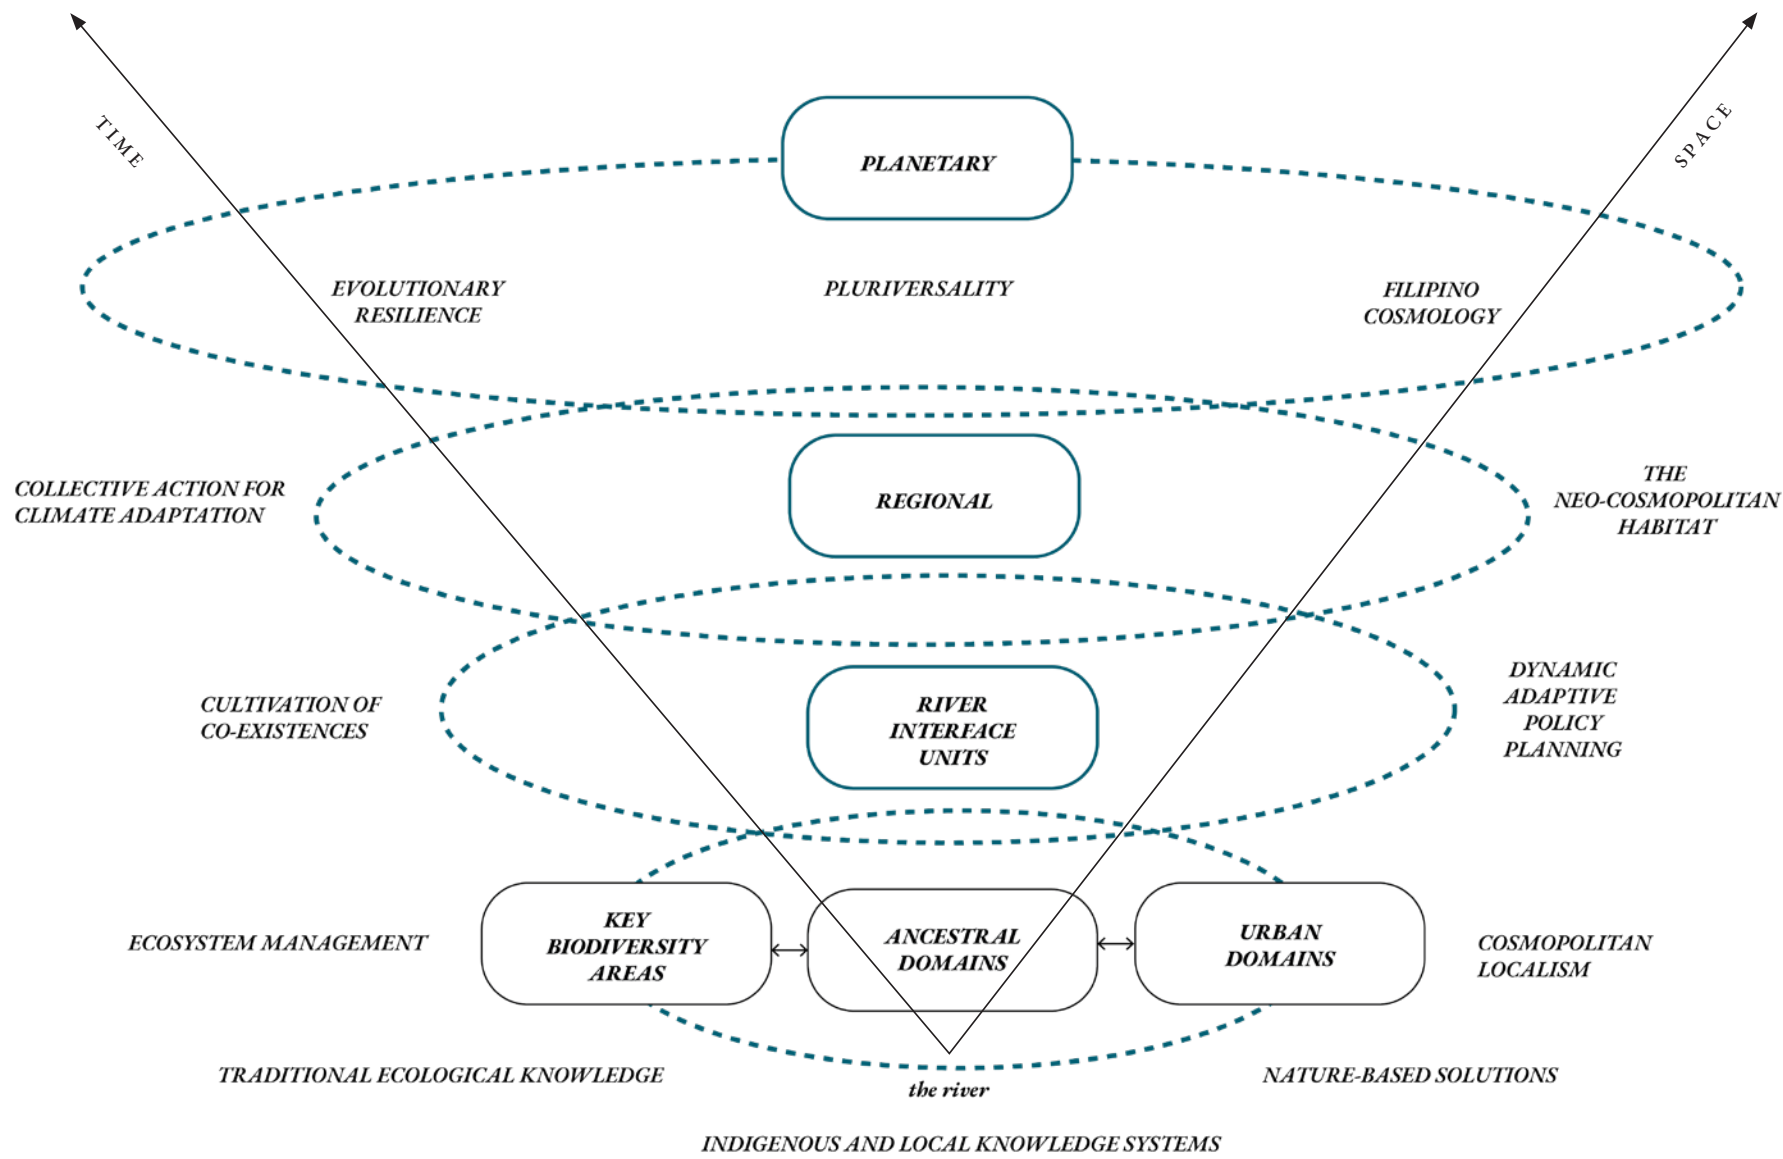 TIME
SPACE
PLANETARY
EVOLUTIONARY
RESILIENCE
PLURIVERSALITY
FILIPINO
COSMOLOGY
COLLECTIVE ACTION FOR
CLIMATE ADAPTATION
REGIONAL
THE
NEO-COSMOPOLITAN
HABITAT
CULTIVATION OF
CO-EXISTENCES
RIVER
INTERFACE
UNITS
DYNAMIC
ADAPTIVE
POLICY
PLANNING
ECOSYSTEM MANAGEMENT
KEY
BIODIVERSITY
AREAS
ANCESTRAL
DOMAINS
URBAN
DOMAINS
COSMOPOLITAN
LOCALISM
TRADITIONAL ECOLOGICAL KNOWLEDGE
the river
NATURE-BASED SOLUTIONS
INDIGENOUS AND LOCAL KNOWLEDGE SYSTEMS